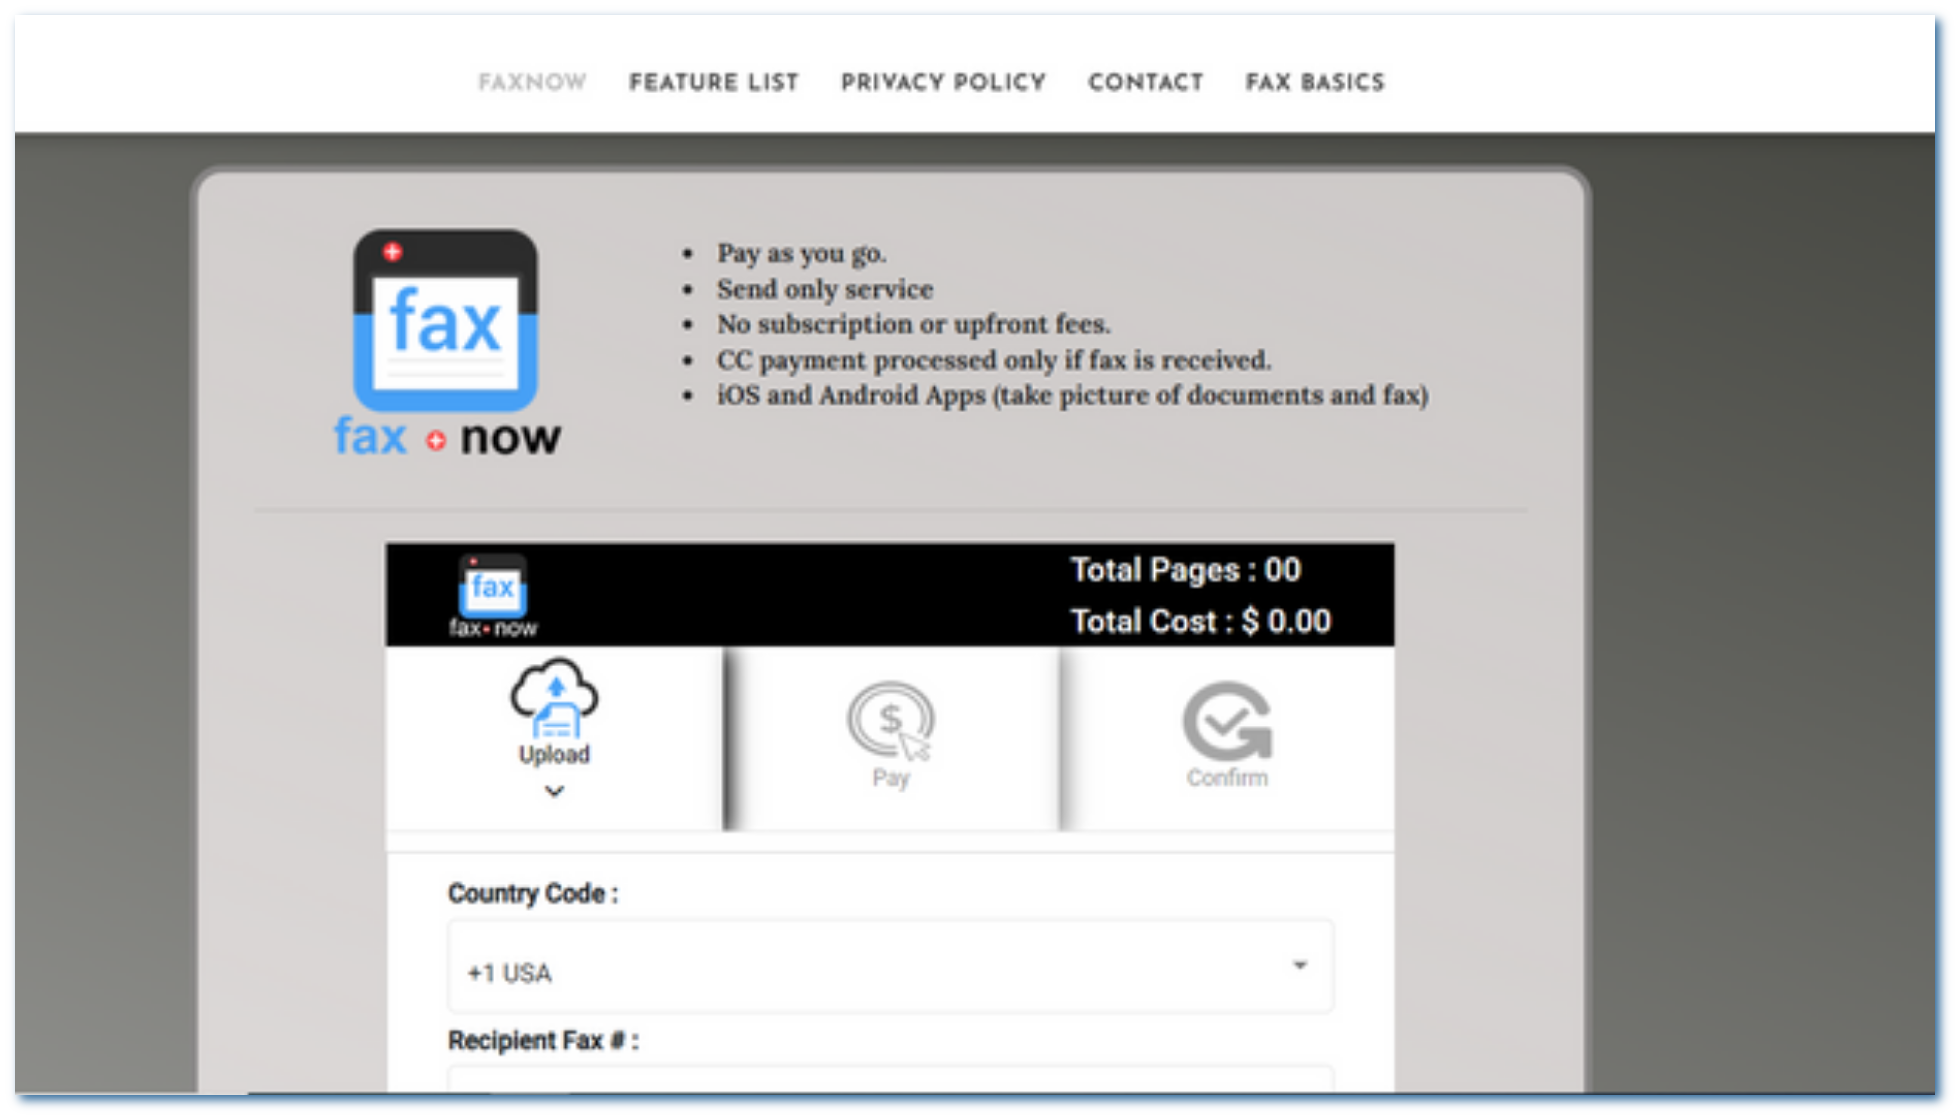 FAXNOW FEATURE LIST PRIVACY POLICY CONTACT FAX BASICS
fax
fax now
• Pay as you go.
• Send only service
• No subscription or upfront fees.
• CC payment processed only if fax is received.
• iOS and Android Apps (take picture of documents and fax)
fax
fax now
Total Pages : 00
Total Cost : $ 0.00
Upload
$
Pay
Confirm
Country Code :
+1 USA
Recipient Fax # :